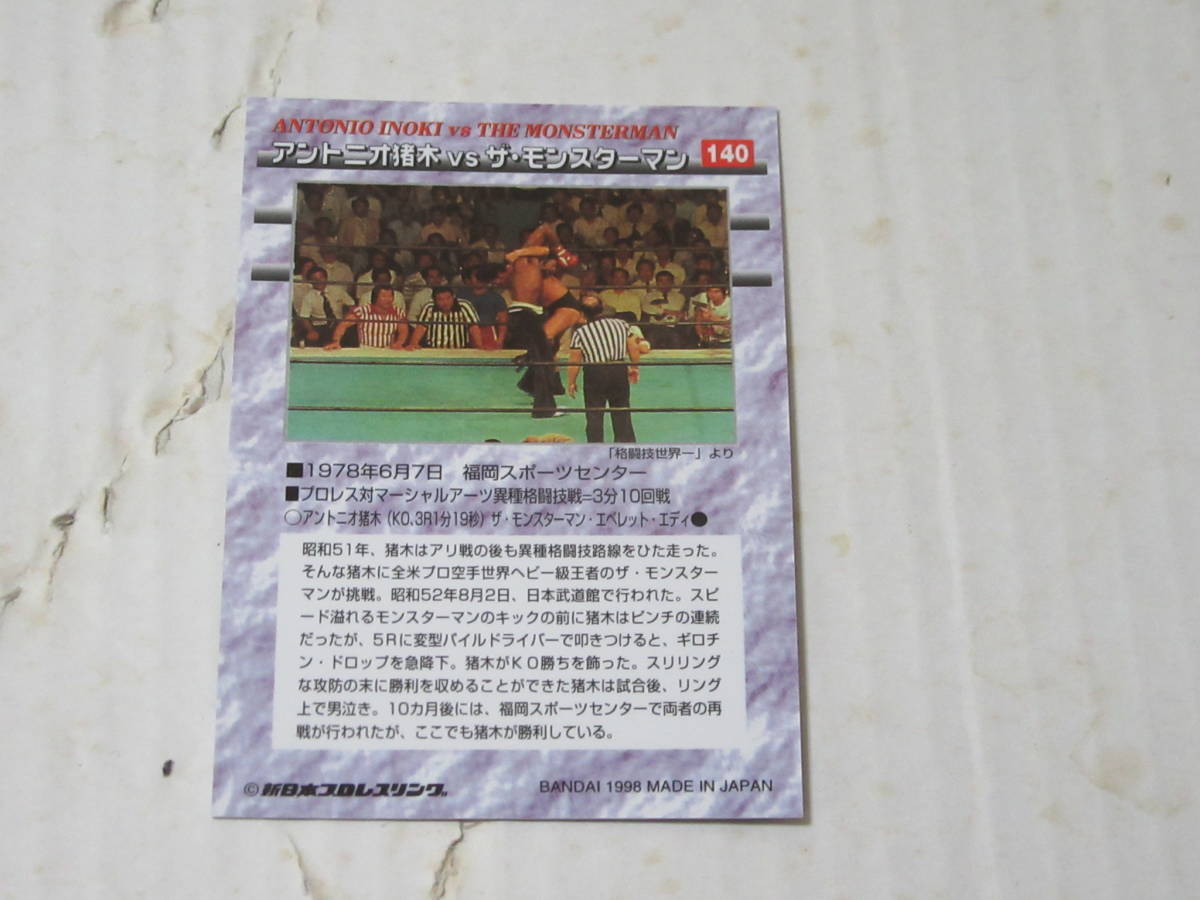 ANTONIO INOKI vs THE MONSTERMAN
アントニオ猪木 vs ザ・モンスターマン 140
「格闘技世界一」より
■1978年6月7日 福岡スポーツセンター
■プロレス対マーシャルアーツ異種格闘技戦=3分10回戦
○アントニオ猪木 (KO.3R1分19秒) ザ・モンスターマン・エベレット・エディ●
昭和51年、猪木はアリ戦の後も異種格闘技路線をひた走った。
そんな猪木に全米プロ空手世界ヘビー級王者のザ・モンスター
マンが挑戦。昭和52年8月2日、日本武道館で行われた。スピ
ード溢れるモンスターマンのキックの前に猪木はピンチの連続
だったが、5Rに変型パイルドライバーで叩きつけると、ギロチ
ン・ドロップを急降下。猪木がKO勝ちを飾った。スリリング
な攻防の末に勝利を収めることができた猪木は試合後、リング
上で男泣き。10カ月後には、福岡スポーツセンターで両者の再
戦が行われたが、ここでも猪木が勝利している。
©新日本プロレスリング㈱ BANDAI 1998 MADE IN JAPAN